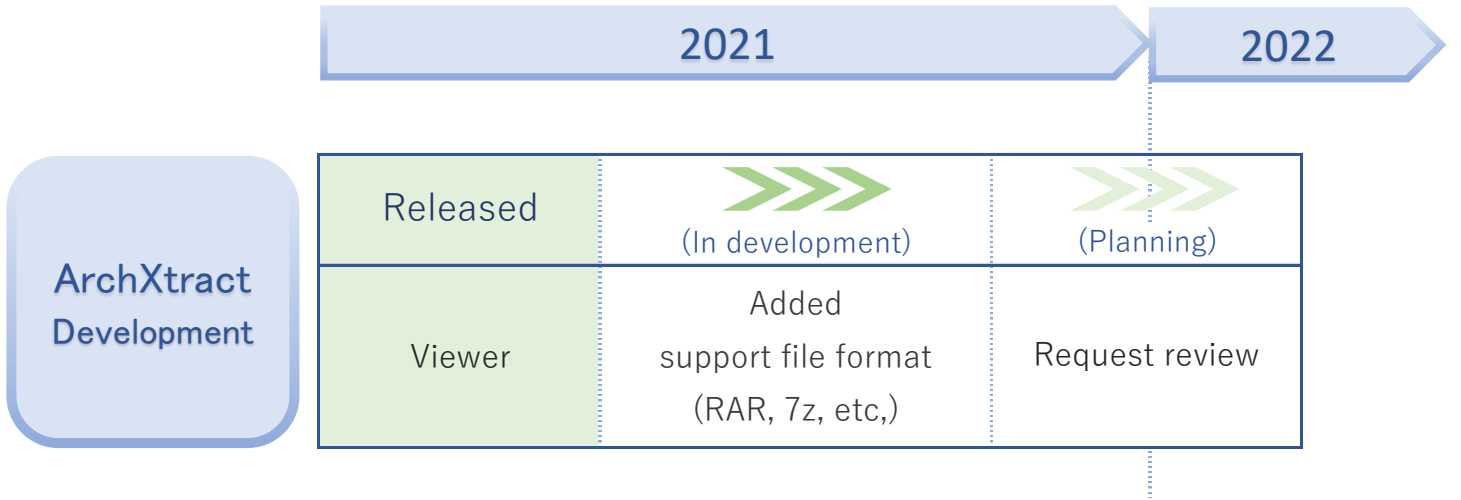 2021
2022
ArchXtract
Development
Released
(In development)
(Planning)
Viewer
Added
support file format
(RAR, 7z, etc,)
Request review